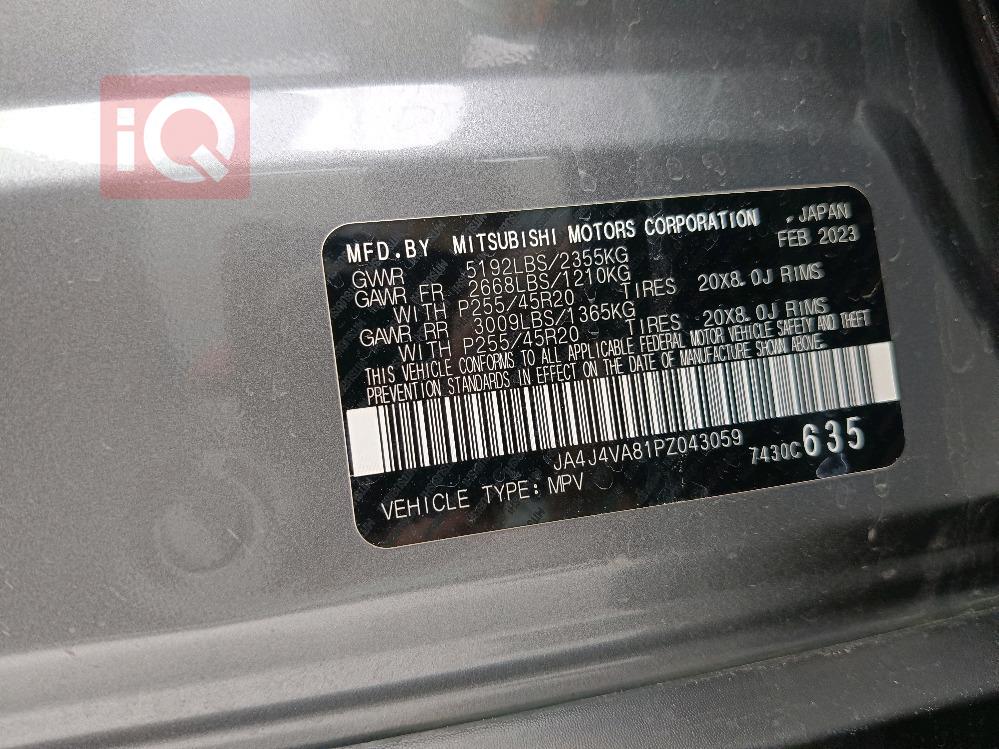 iQ
MFD.BY MITSUBISHI MOTORS CORPORATION , JAPAN
FEB 2023
GVWR 5192LBS/2355KG
GAWR FR 2668LBS/1210KG
WITH P255/45R20 TIRES 20X8.0J RIMS
GAWR RR 3009LBS/1365KG
WITH P255/45R20 TIRES 20X8.0J RIMS
THIS VEHICLE CONFORMS TO ALL APPLICABLE FEDERAL MOTOR VEHICLE SAFETY AND THEFT
PREVENTION STANDARDS IN EFFECT ON THE DATE OF MANUFACTURE SHOWN ABOVE.
JA4J4VA81PZ043059 7430C635
VEHICLE TYPE: MPV